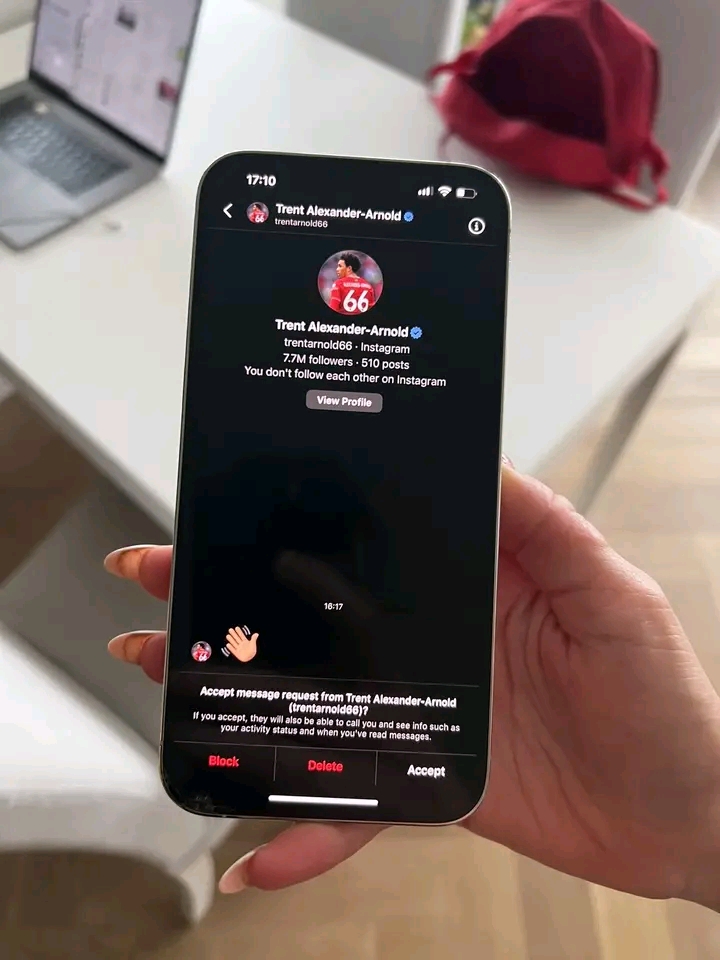 17:10
Trent Alexander-Arnold
trentarnold66
66
Trent Alexander-Arnold
trentarnold66 · Instagram
7.7M followers · 510 posts
You don't follow each other on Instagram
View Profile
16:17
Accept message request from Trent Alexander-Arnold
(trentarnold66)?
If you accept, they will also be able to call you and see info such as
your activity status and when you've read messages.
Block
Delete
Accept